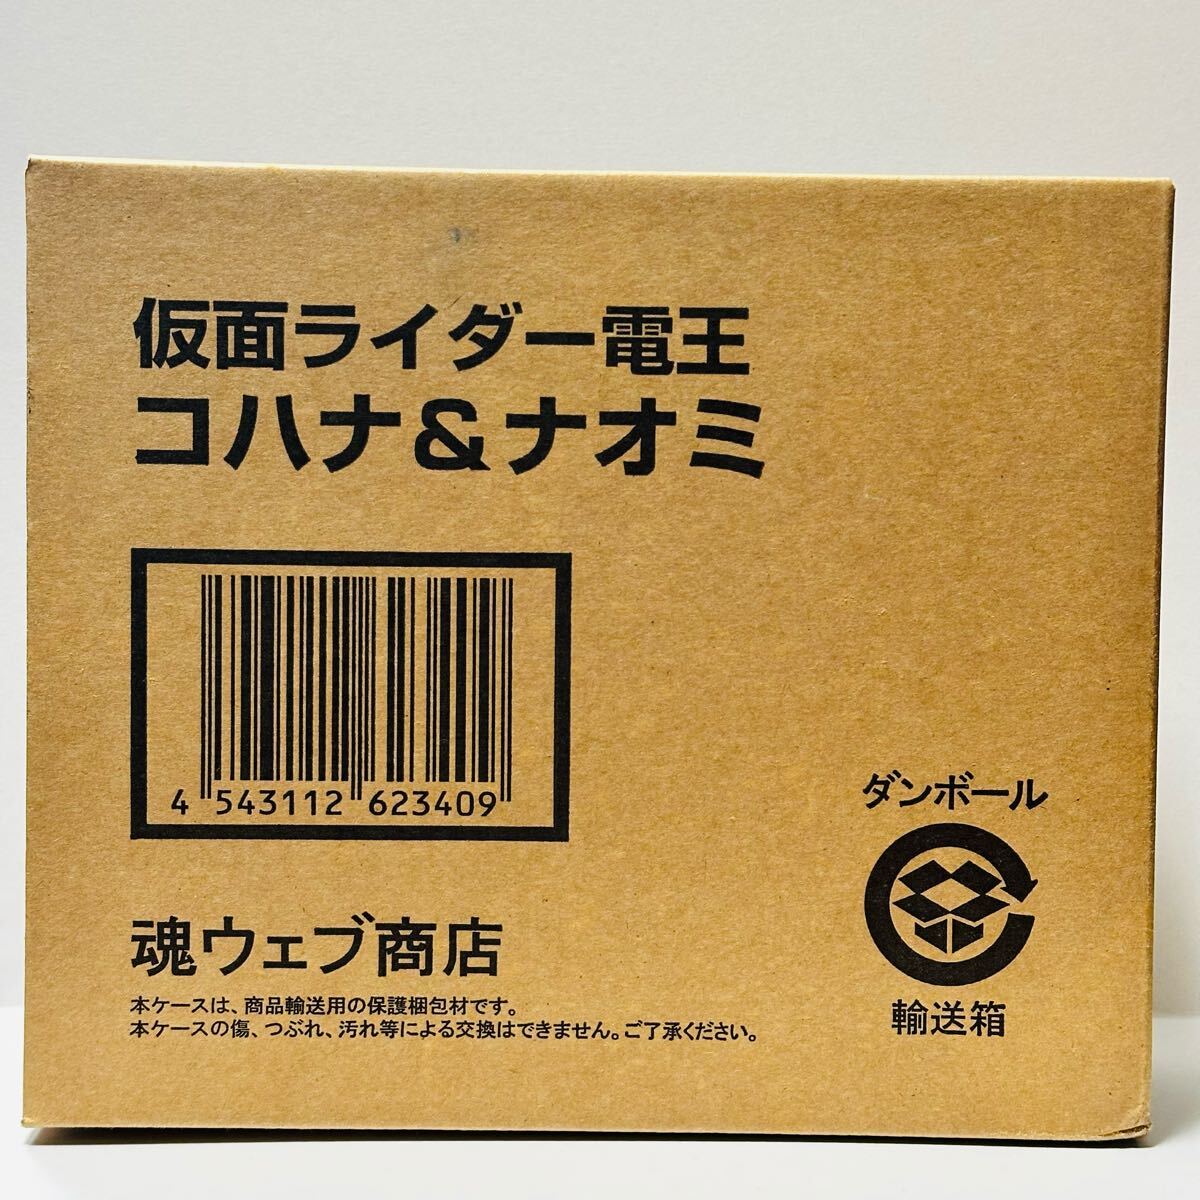 仮面ライダー電王
コハナ&ナオミ
4 543112 623409
ダンボール
輸送箱
魂ウェブ商店
本ケースは、商品輸送用の保護梱包材です。
本ケースの傷、つぶれ、汚れ等による交換はできません。ご了承ください。